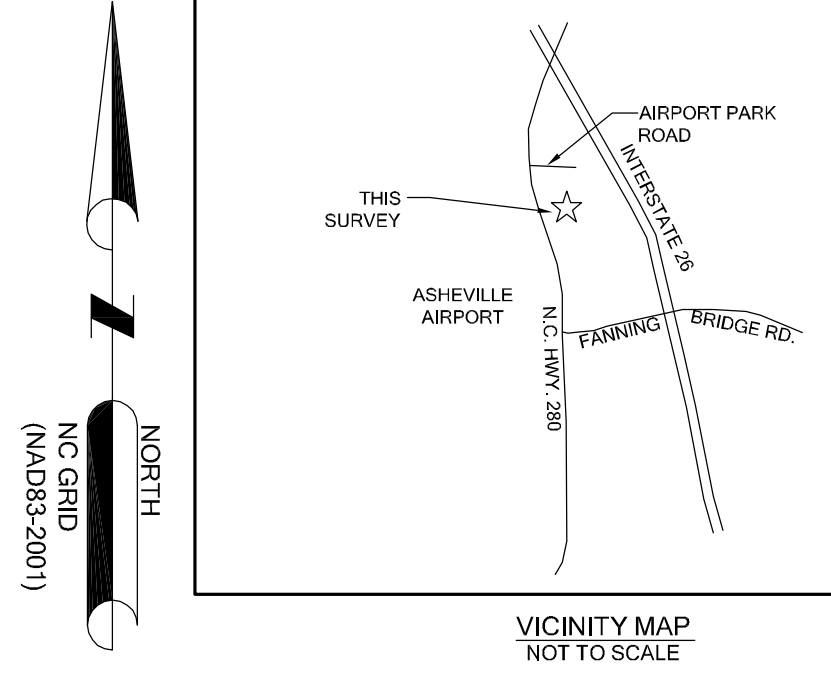 AIRPORT PARK
ROAD
INTERSTATE 26
THIS
SURVEY
ASHEVILLE
AIRPORT
N.C. HWY. 280
FANNING
BRIDGE RD.
N
NORTH
NC GRID
(NAD83-2001)
VICINITY MAP
NOT TO SCALE